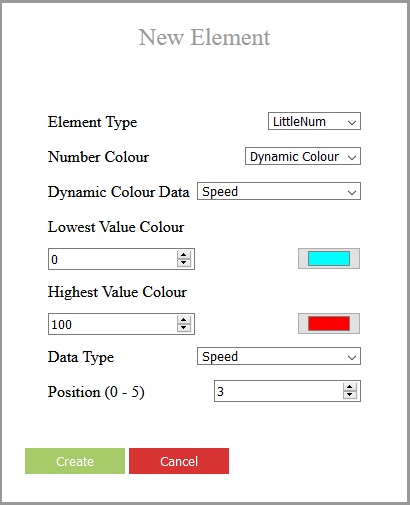 New Element
Element Type LittleNum
Number Colour Dynamic Colour
Dynamic Colour Data Speed
Lowest Value Colour
0
Highest Value Colour
100
Data Type Speed
Position (0 - 5) 3
Create Cancel